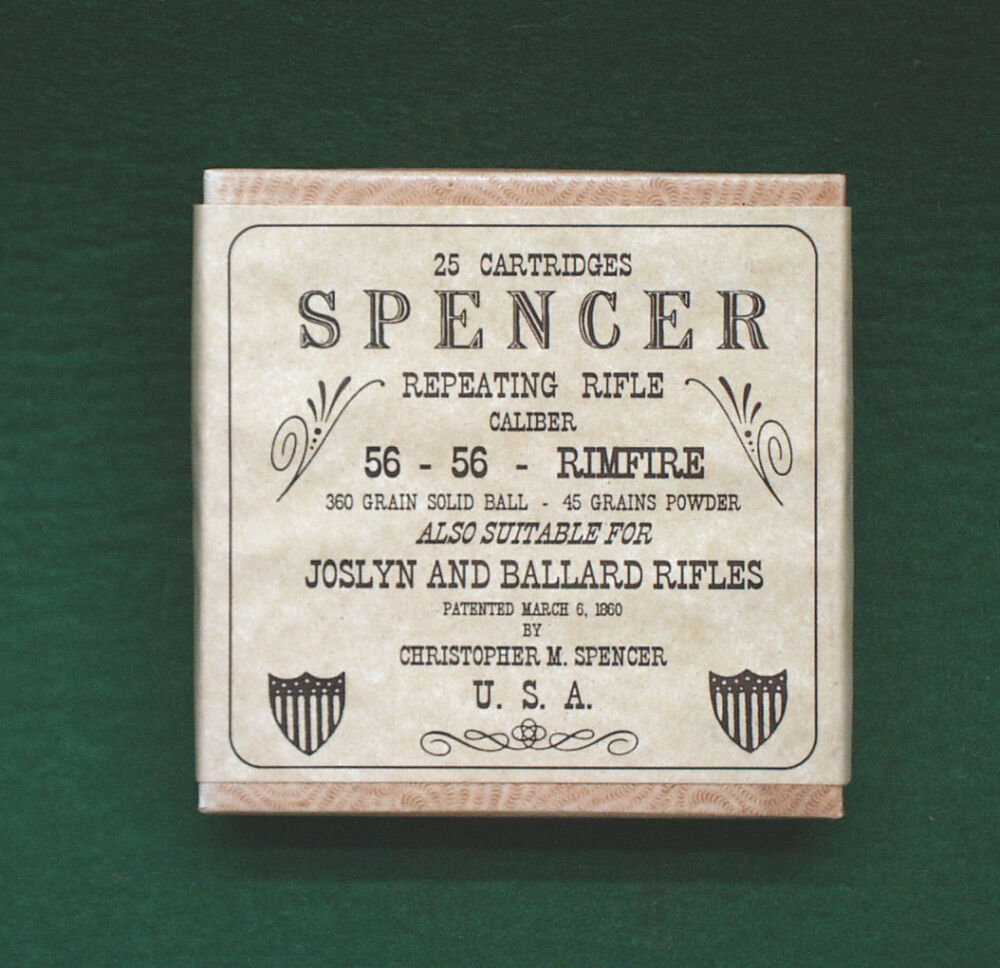 25 CARTRIDGES
SPENCER
REPEATING RIFLE
CALIBER
56 - 56 - RIMFIRE
360 GRAIN SOLID BALL - 45 GRAINS POWDER
ALSO SUITABLE FOR
JOSLYN AND BALLARD RIFLES
PATENTED MARCH 6, 1860
BY
CHRISTOPHER M. SPENCER
U. S. A.